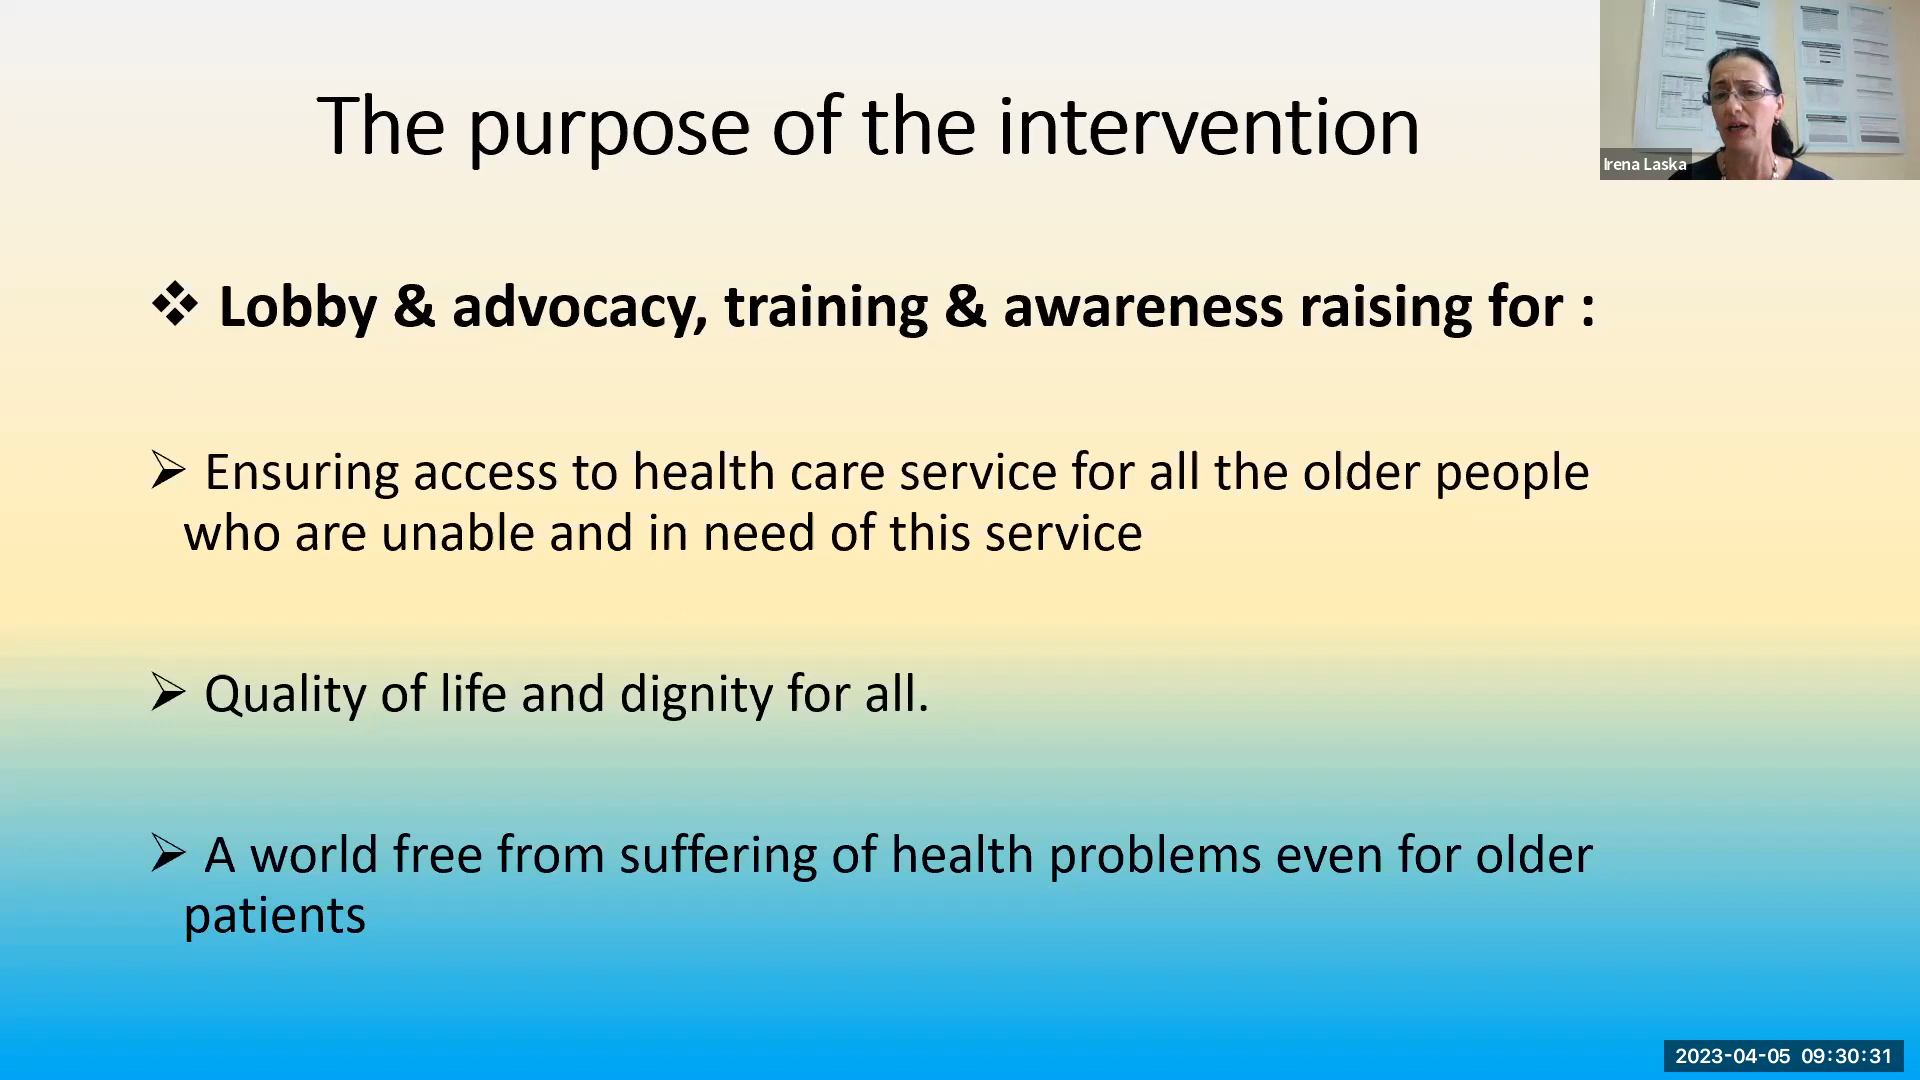 The purpose of the intervention
Irena Laska
❖ Lobby & advocacy, training & awareness raising for :
➢ Ensuring access to health care service for all the older people
who are unable and in need of this service
➢ Quality of life and dignity for all.
➢ A world free from suffering of health problems even for older
patients
2023-04-05 09:30:31